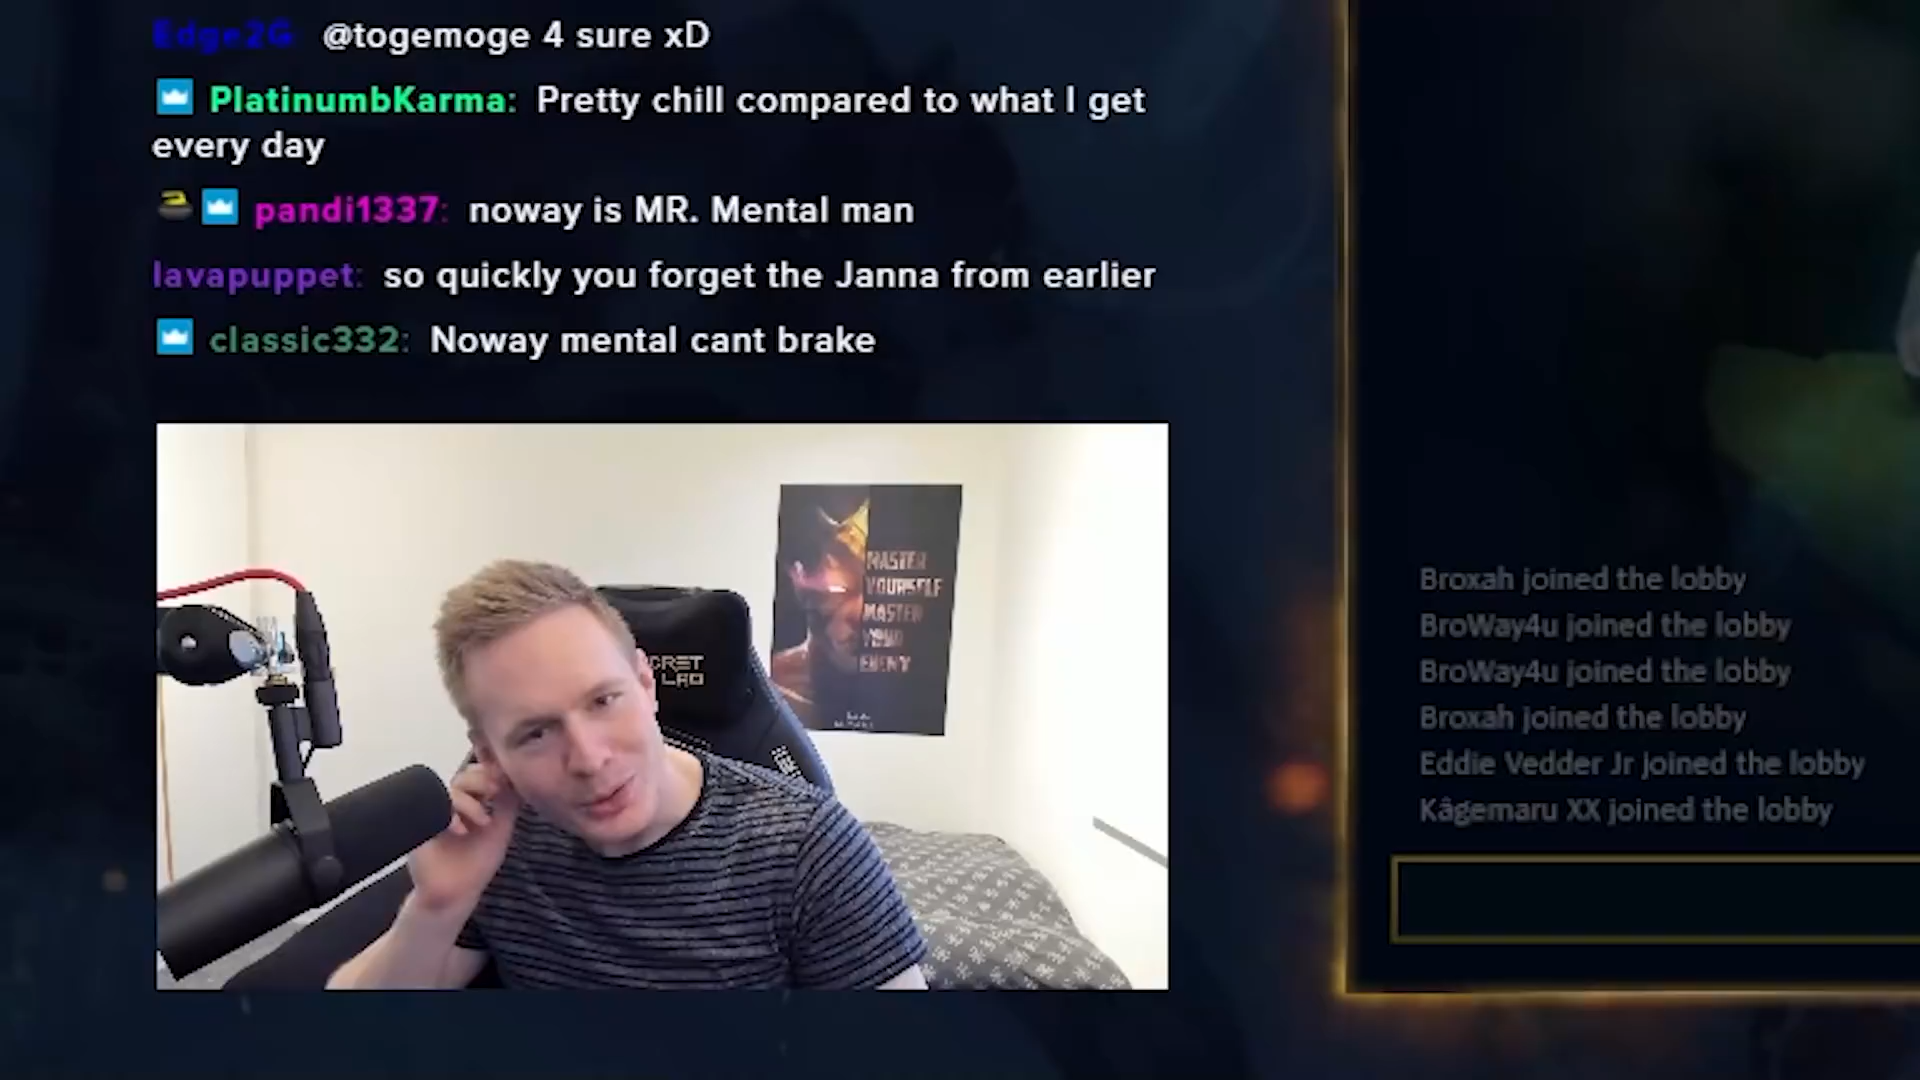 Edge2G @togemoge 4 sure xD
PlatinumbKarma: Pretty chill compared to what I get
every day
pandi1337: noway is MR. Mental man
lavapuppet: so quickly you forget the Janna from earlier
classic332: Noway mental cant brake
CRET
LAB
MASTER
YOURSELF
MASTER
YOUR
ENEMY
Broxah joined the lobby
BroWay4u joined the lobby
BroWay4u joined the lobby
Broxah joined the lobby
Eddie Vedder Jr joined the lobby
Kâgemaru XX joined the lobby